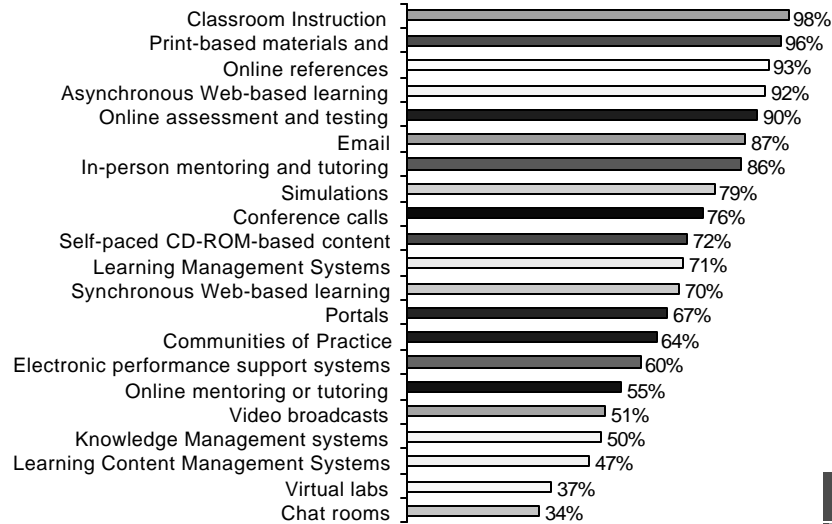 Classroom Instruction 98%
Print-based materials and 96%
Online references 93%
Asynchronous Web-based learning 92%
Online assessment and testing 90%
Email 87%
In-person mentoring and tutoring 86%
Simulations 79%
Conference calls 76%
Self-paced CD-ROM-based content 72%
Learning Management Systems 71%
Synchronous Web-based learning 70%
Portals 67%
Communities of Practice 64%
Electronic performance support systems 60%
Online mentoring or tutoring 55%
Video broadcasts 51%
Knowledge Management systems 50%
Learning Content Management Systems 47%
Virtual labs 37%
Chat rooms 34%